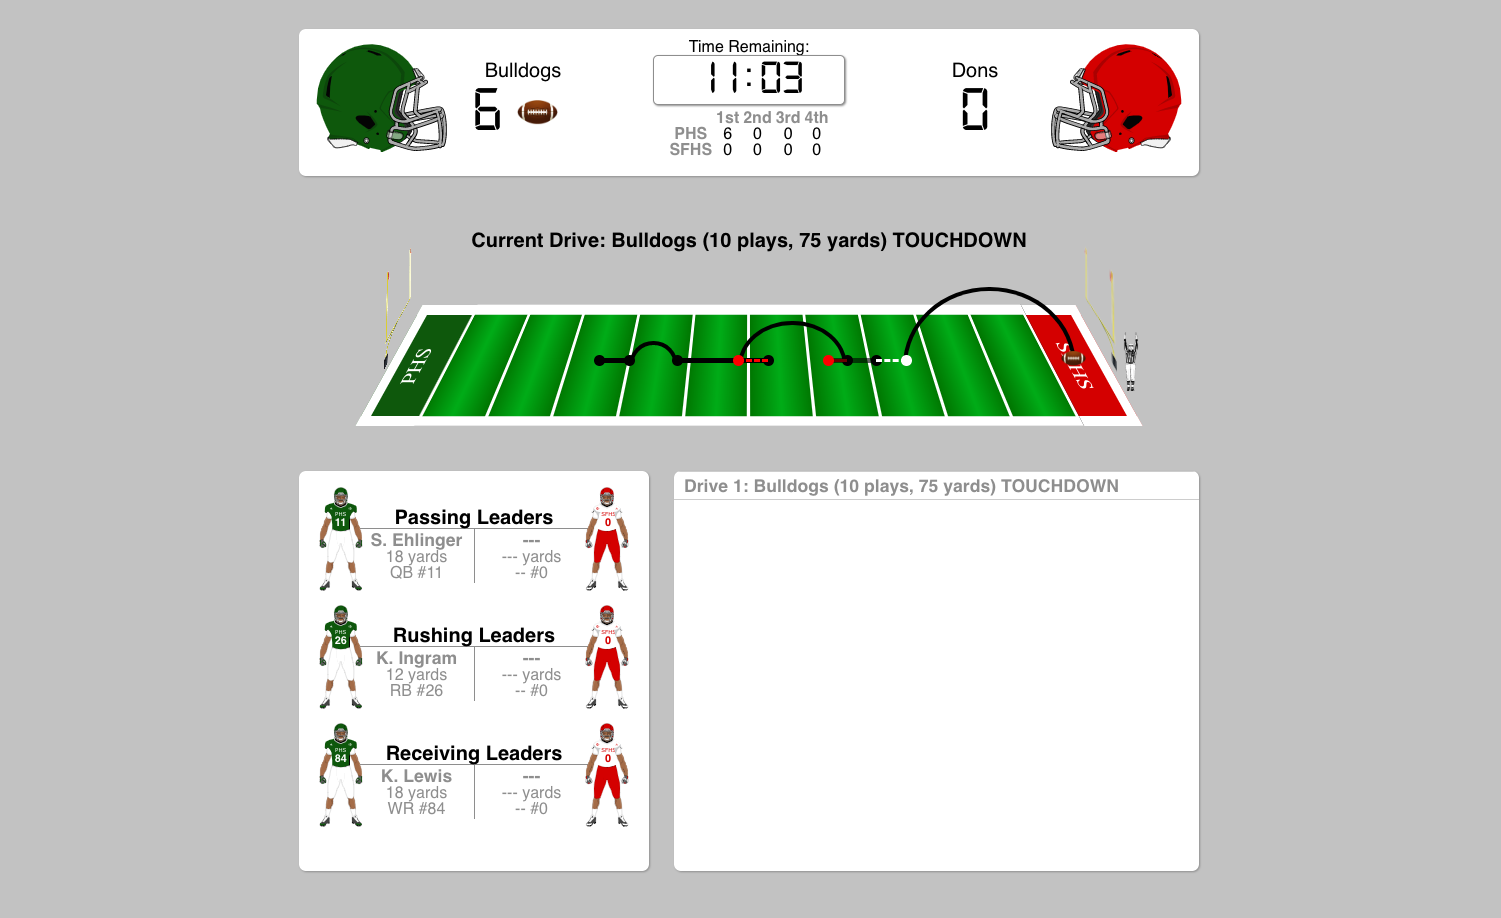 Time Remaining:
Bulldogs
6
11:03
Dons
0
1st 2nd 3rd 4th
PHS 6 0 0 0
SFHS 0 0 0 0
Current Drive: Bulldogs (10 plays, 75 yards) TOUCHDOWN
PHS
SFHS
Drive 1: Bulldogs (10 plays, 75 yards) TOUCHDOWN
PHS
11
Passing Leaders
SFHS
0
S. Ehlinger
18 yards
QB #11
---
--- yards
-- #0
PHS
26
Rushing Leaders
SFHS
0
K. Ingram
12 yards
RB #26
---
--- yards
-- #0
PHS
84
Receiving Leaders
SFHS
0
K. Lewis
18 yards
WR #84
---
--- yards
-- #0